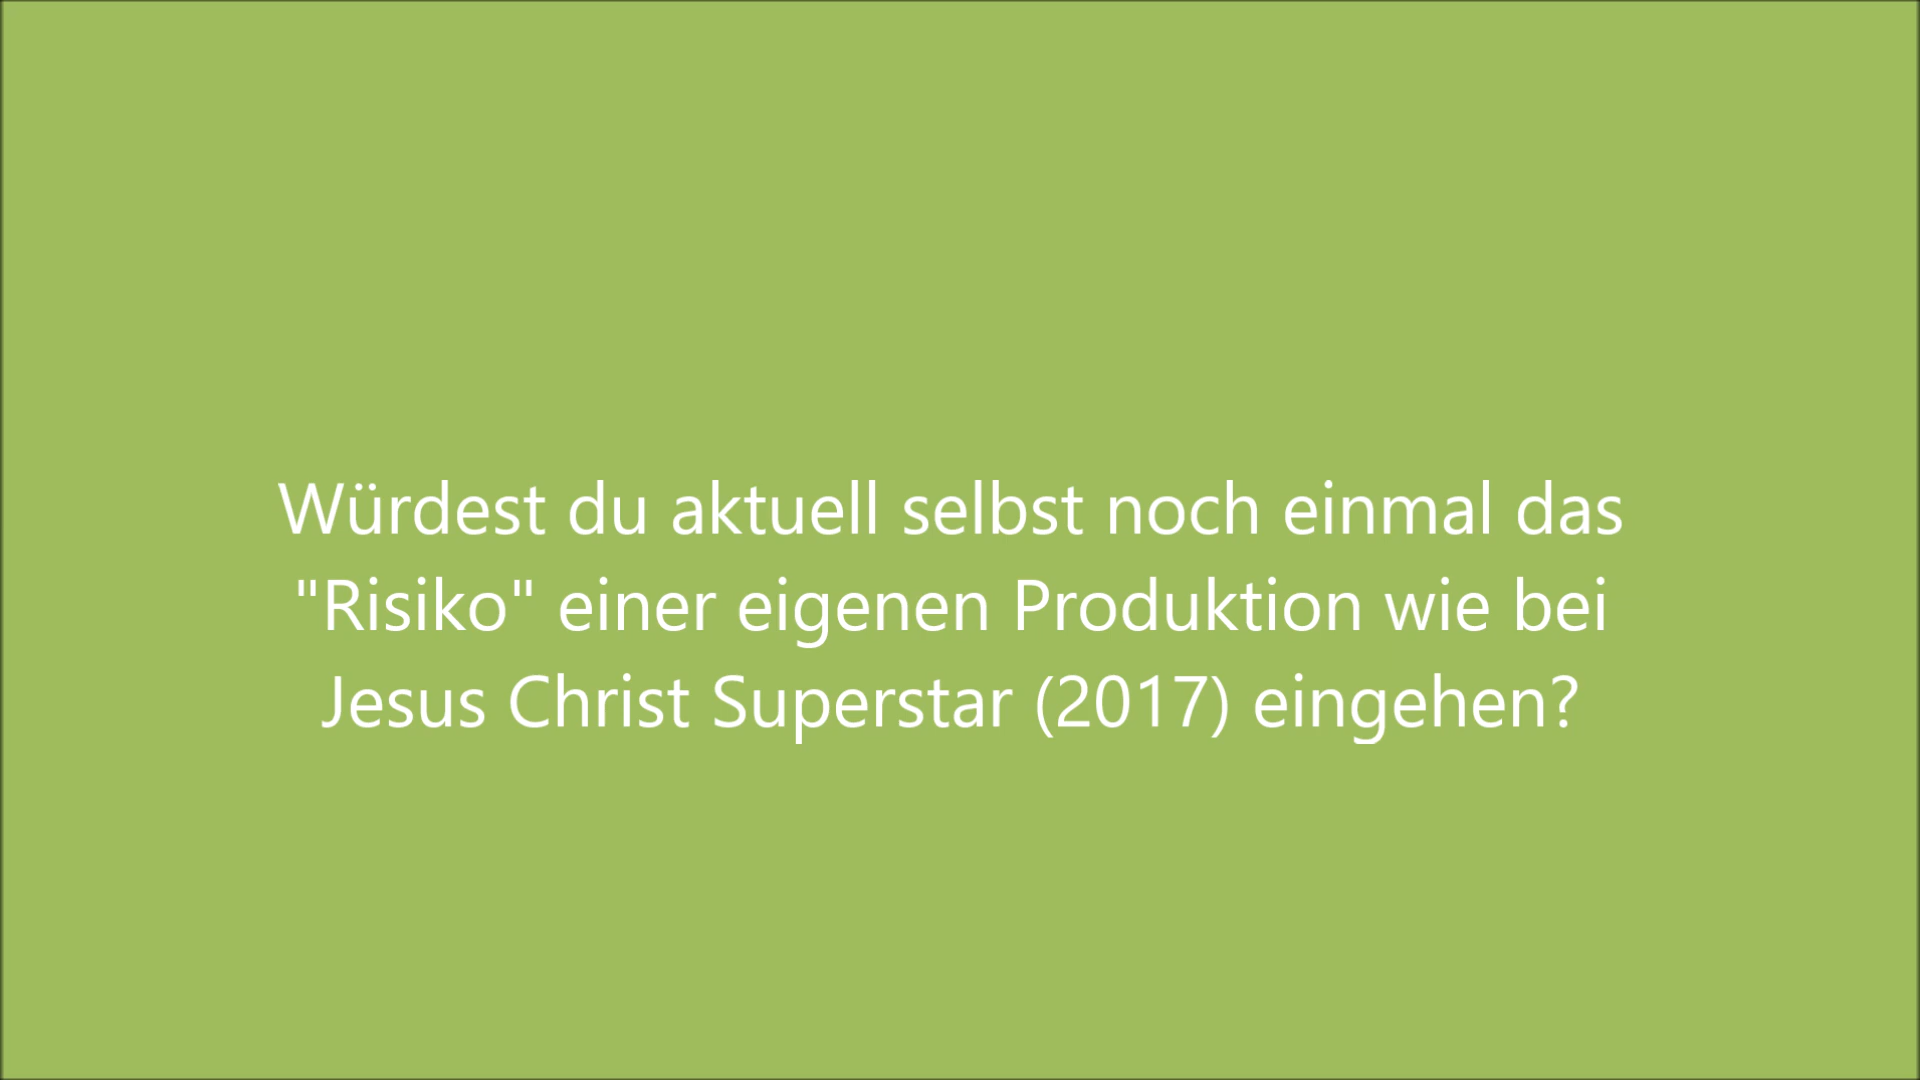 Würdest du aktuell selbst noch einmal das
"Risiko" einer eigenen Produktion wie bei
Jesus Christ Superstar (2017) eingehen?